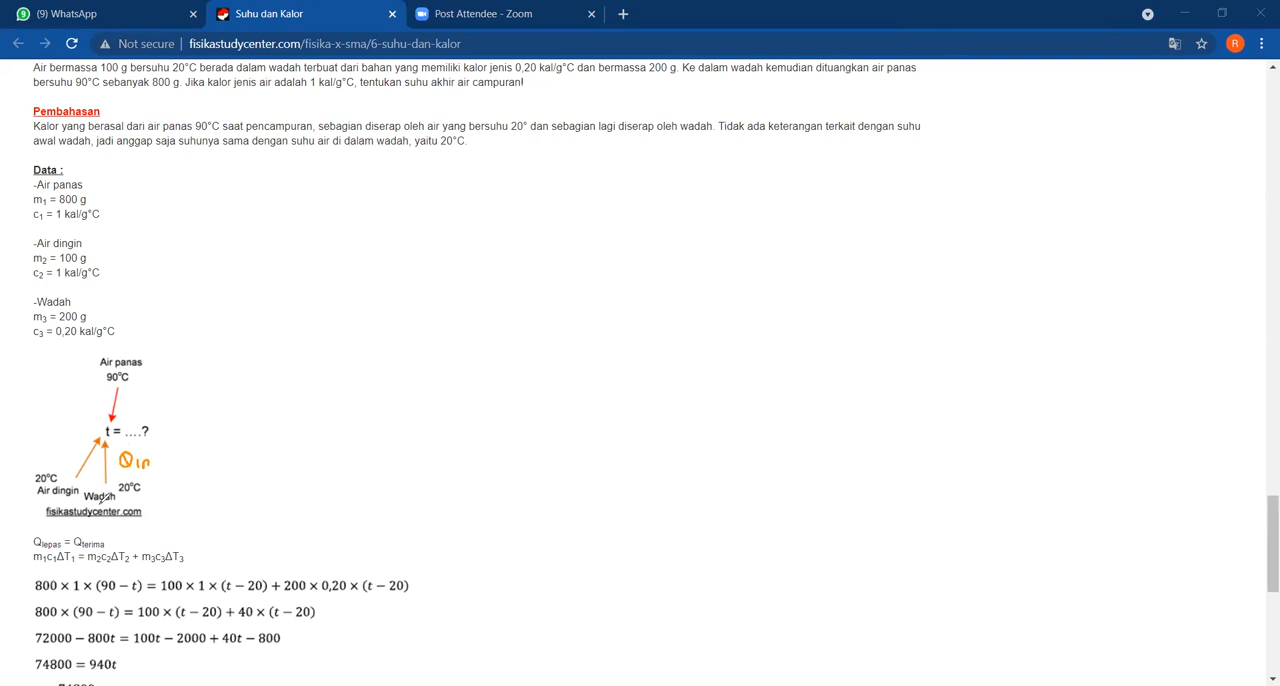 WhatsApp
Suhu dan Kalor
Post Attendee - Zoom
Not secure
fisikastudycenter.com/fisika-x-sma/6-suhu-dan-kalor
R
Air bermassa 100 g bersuhu 20°C berada dalam wadah terbuat dari bahan yang memiliki kalor jenis 0,20 kal/g°C dan bermassa 200 g. Ke dalam wadah kemudian dituangkan air panas
bersuhu 90°C sebanyak 800 g. Jika kalor jenis air adalah 1 kal/g°C, tentukan suhu akhir air campuran!
Pembahasan
Kalor yang berasal dari air panas 90°C saat pencampuran, sebagian diserap oleh air yang bersuhu 20° dan sebagian lagi diserap oleh wadah. Tidak ada keterangan terkait dengan suhu
awal wadah, jadi anggap saja suhunya sama dengan suhu air di dalam wadah, yaitu 20°C.
Data :
-Air panas
m₁ = 800 g
c₁ = 1 kal/g°C
-Air dingin
m₂ = 100 g
c₂ = 1 kal/g°C
-Wadah
m₃ = 200 g
c₃ = 0,20 kal/g°C
Air panas
90°C
t = ....?
Qin
20°C
Air dingin
Wadah
20°C
fisikastudycenter.com
Qlepas = Qterima
m₁c₁ΔT₁ = m₂c₂ΔT₂ + m₃c₃ΔT₃
800 × 1 × (90 − t) = 100 × 1 × (t − 20) + 200 × 0,20 × (t − 20)
800 × (90 − t) = 100 × (t − 20) + 40 × (t − 20)
72000 − 800t = 100t − 2000 + 40t − 800
74800 = 940t